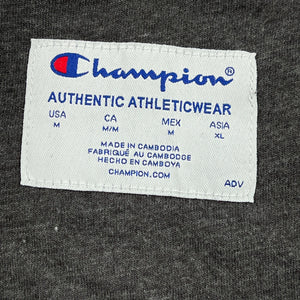 Champion®
AUTHENTIC ATHLETICWEAR
USA CA MEX ASIA
M M/M M XL
MADE IN CAMBODIA
FABRIQUÉ AU CAMBODGE
HECHO EN CAMBOYA
CHAMPION.COM
ADV